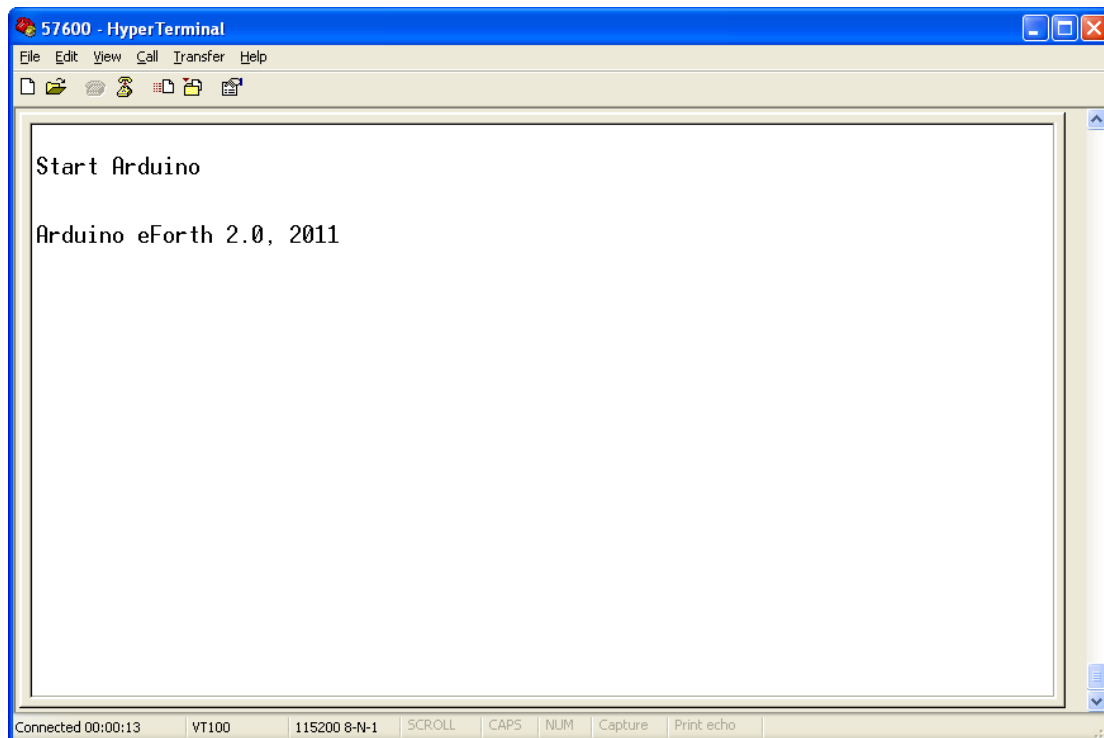 57600 - HyperTerminal
File Edit View Call Transfer Help
Start Arduino
Arduino eForth 2.0, 2011
Connected 00:00:13 VT100 115200 8-N-1 SCROLL CAPS NUM Capture Print echo